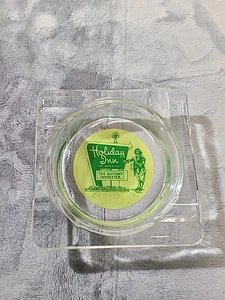 Holiday
Inn
THE NATION'S
INNKEEPER